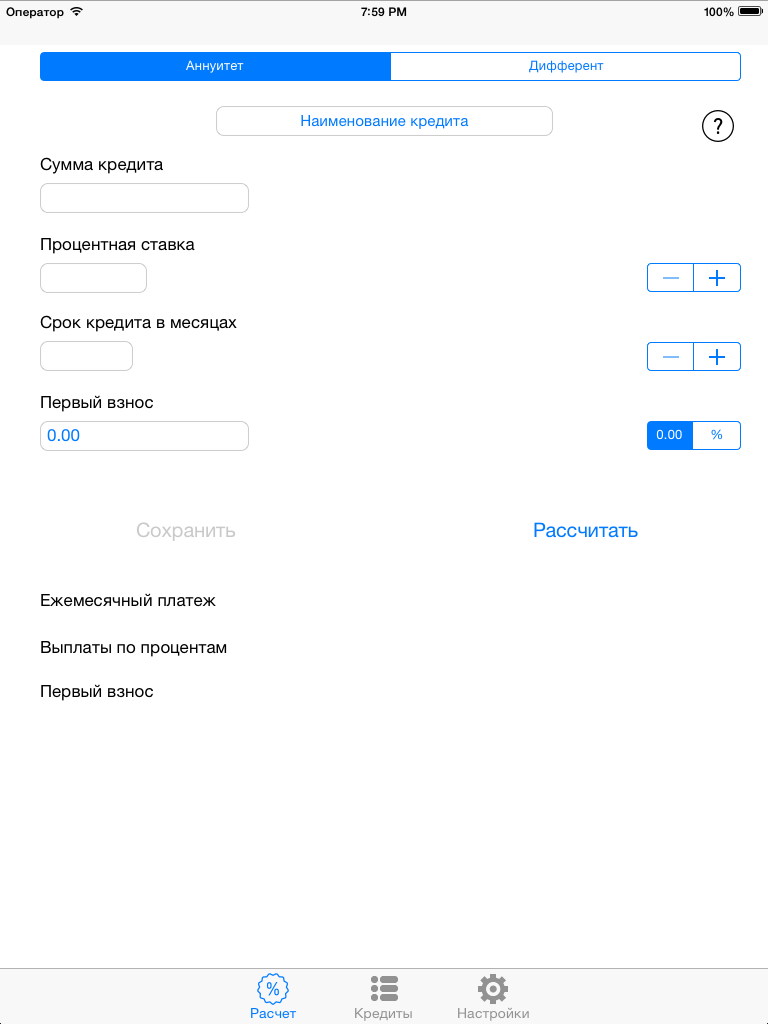 Оператор 7:59 PM 100%
Аннуитет Дифферент
Наименование кредита
?
Сумма кредита
Процентная ставка
Срок кредита в месяцах
Первый взнос
0.00 0.00 %
Сохранить Рассчитать
Ежемесячный платеж
Выплаты по процентам
Первый взнос
%
Расчет Кредиты Настройки